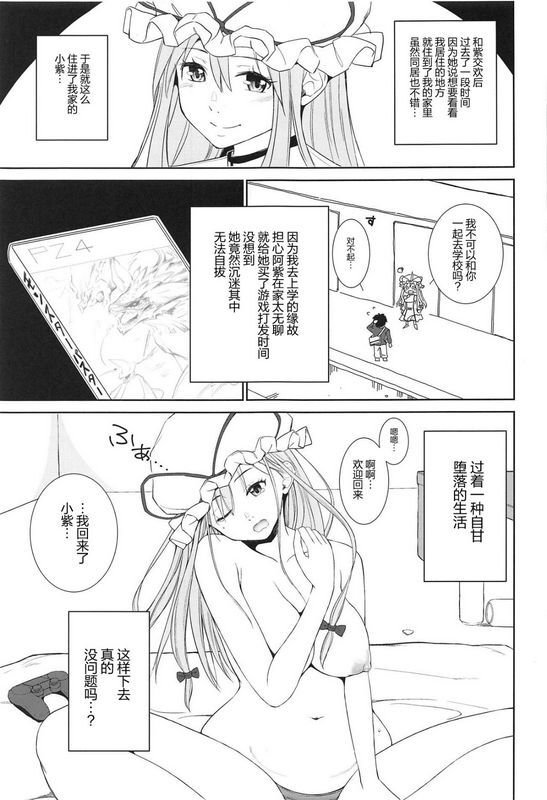 和紫交欢后
过去了一段时间
因为她说想要看看
我居住的地方
就住到了我的家里
虽然同居也不错…
于是就这么
住进了我家的
小紫…
我不可以和你
一起去学校吗?
对不起…
因为我去上学的缘故
担心阿紫在家太无聊
就给她买了游戏打发时间
没想到
她竟然沉迷其中
无法自拔
PZ4
过着一种自甘
堕落的生活
嗯嗯…
啊啊…
欢迎回来
ふぁ…
…我回来了
小紫…
这样下去
真的
没问题吗…?